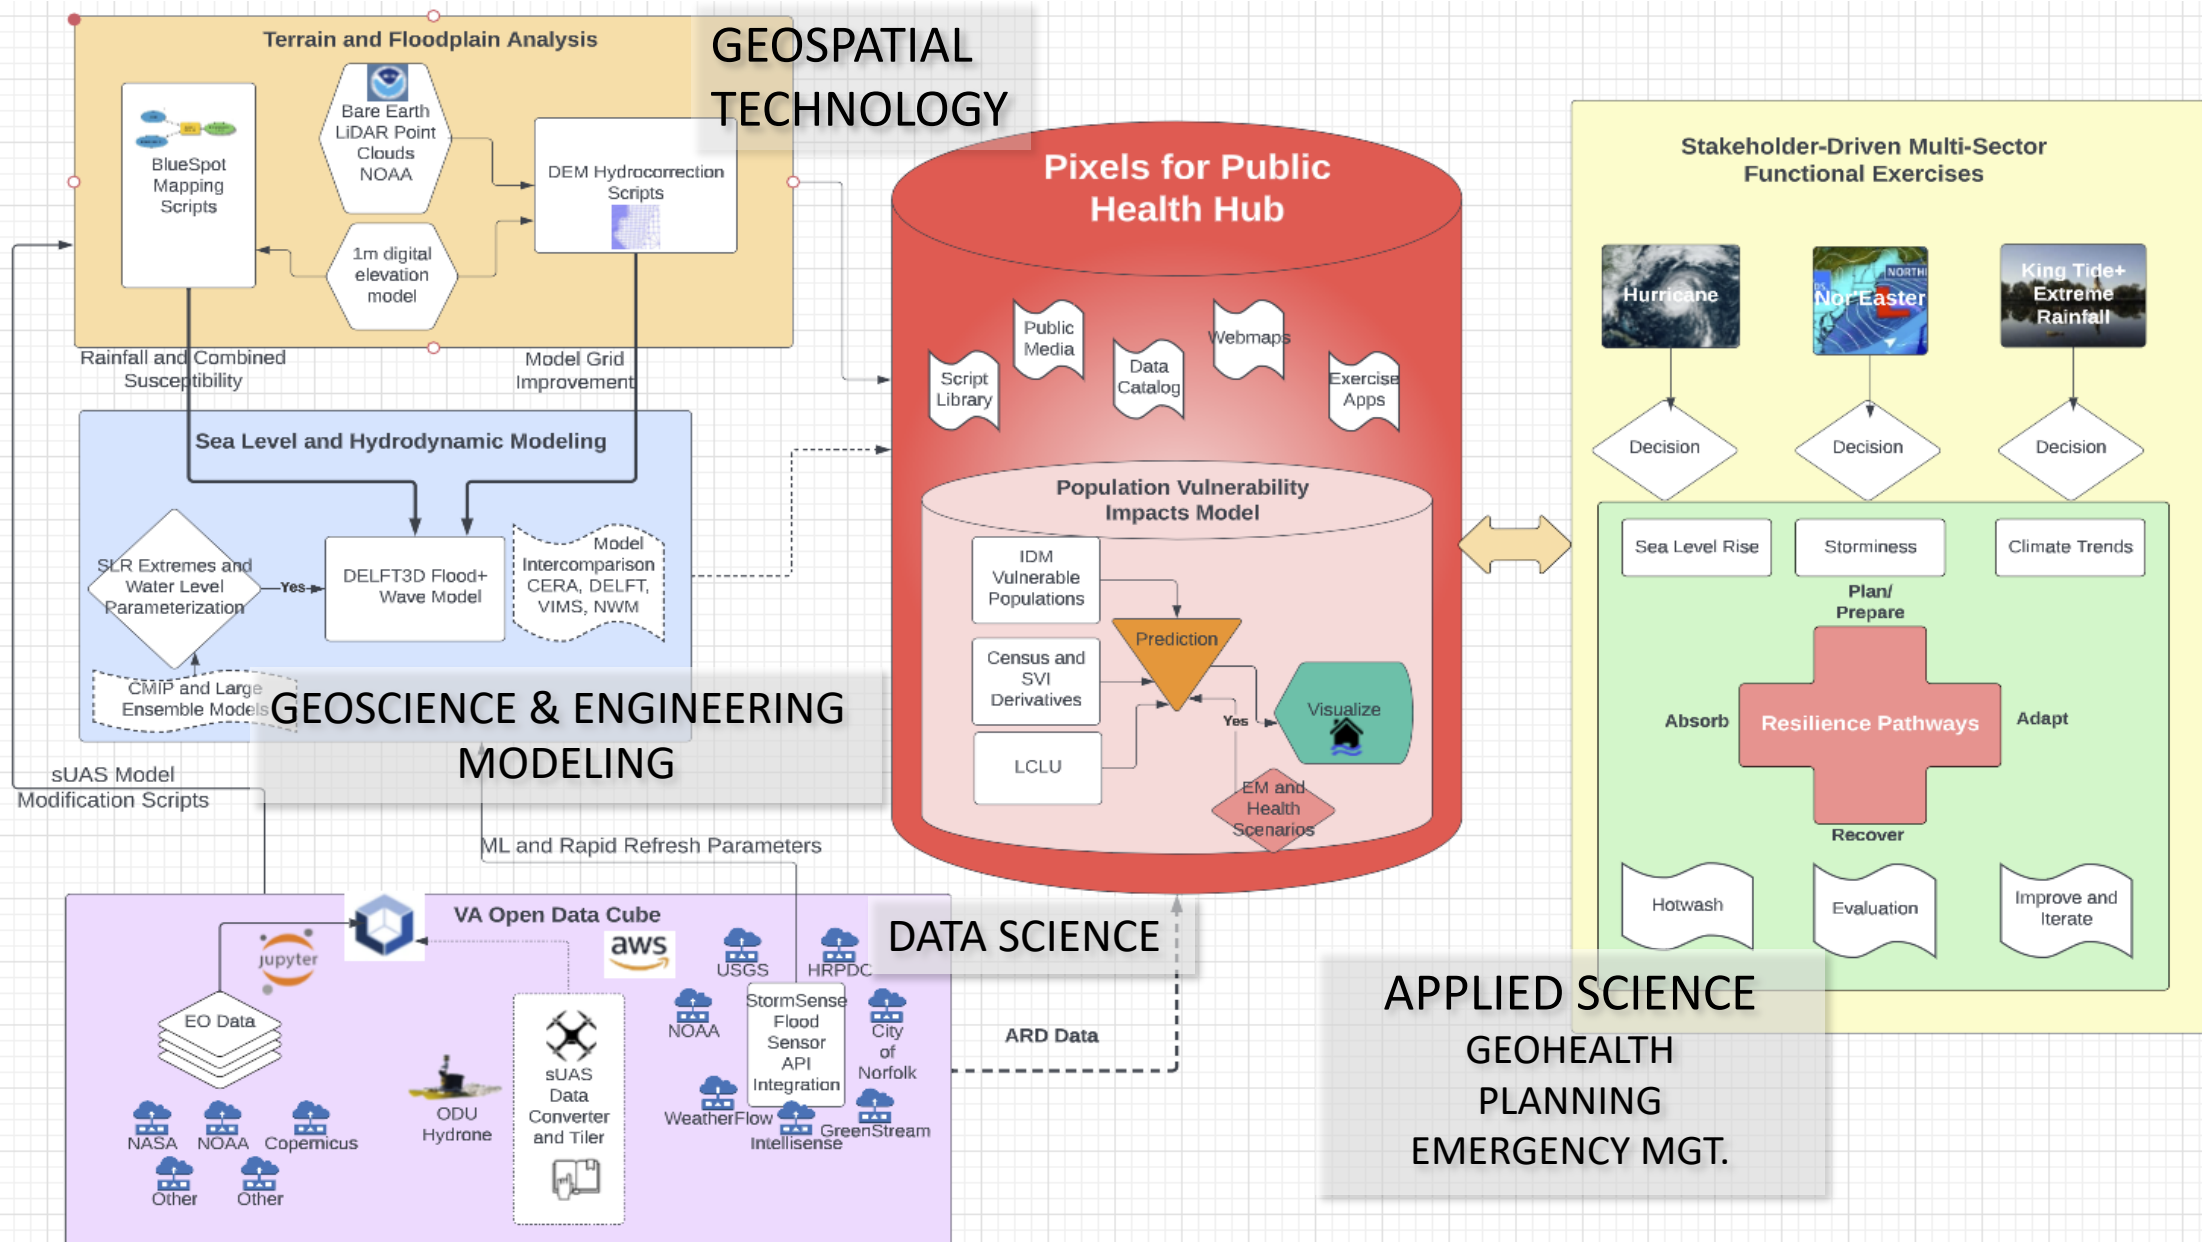 GEOSPATIAL
TECHNOLOGY
Terrain and Floodplain Analysis
BlueSpot
Mapping
Scripts
Bare Earth
LiDAR Point
Clouds
NOAA
1m digital
elevation
model
DEM Hydrocorrection
Scripts
Rainfall and Combined
Susceptibility
Model Grid
Improvement
Sea Level and Hydrodynamic Modeling
SLR Extremes and
Water Level
Parameterization
Yes
DELFT3D Flood+
Wave Model
Model
Intercomparison
CERA, DELFT,
VIMS, NWM
CMIP and Large
Ensemble Models
GEOSCIENCE & ENGINEERING
MODELING
sUAS Model
Modification Scripts
ML and Rapid Refresh Parameters
VA Open Data Cube
jupyter
aws
EO Data
NASA
NOAA
Copernicus
Other
Other
ODU
Hydrone
sUAS
Data
Converter
and Tiler
USGS
HRPDC
NOAA
StormSense
Flood
Sensor
API
Integration
City
of
Norfolk
WeatherFlow
Intellisense
GreenStream
DATA SCIENCE
ARD Data
Pixels for Public
Health Hub
Script
Library
Public
Media
Data
Catalog
Webmaps
Exercise
Apps
Population Vulnerability
Impacts Model
IDM
Vulnerable
Populations
Census and
SVI
Derivatives
LCLU
Prediction
Yes
Visualize
EM and
Health
Scenarios
Stakeholder-Driven Multi-Sector
Functional Exercises
Hurricane
NORTH
Nor'Easter
King Tide+
Extreme
Rainfall
Decision
Decision
Decision
Sea Level Rise
Storminess
Climate Trends
Plan/
Prepare
Absorb
Resilience Pathways
Adapt
Recover
Hotwash
Evaluation
Improve and
Iterate
APPLIED SCIENCE
GEOHEALTH
PLANNING
EMERGENCY MGT.